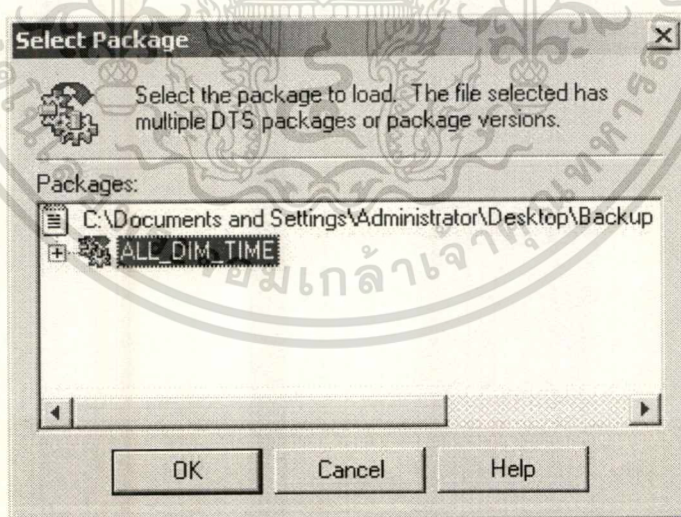 Select Package
Select the package to load. The file selected has
multiple DTS packages or package versions.
Packages:
C:\Documents and Settings\Administrator\Desktop\Backup
ALL_DIM_TIME
OK
Cancel
Help